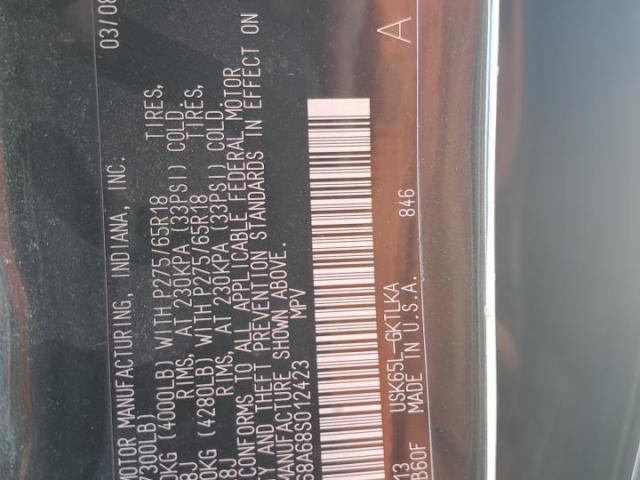 03/08
MOTOR MANUFACTURING, INDIANA, INC.
7300LB)
0KG (4000LB) WITH P275/65R18 TIRES,
8J RIMS, AT 230KPA (33PSI) COLD.
0KG (4280LB) WITH P275/65R18 TIRES,
8J RIMS, AT 230KPA (33PSI) COLD.
CONFORMS TO ALL APPLICABLE FEDERAL MOTOR
TY AND THEFT PREVENTION STANDARDS IN EFFECT ON
MANUFACTURE SHOWN ABOVE.
68A68S012423 MPV
A
13 USK65L-GKTLKA 846
B60F MADE IN U.S.A.